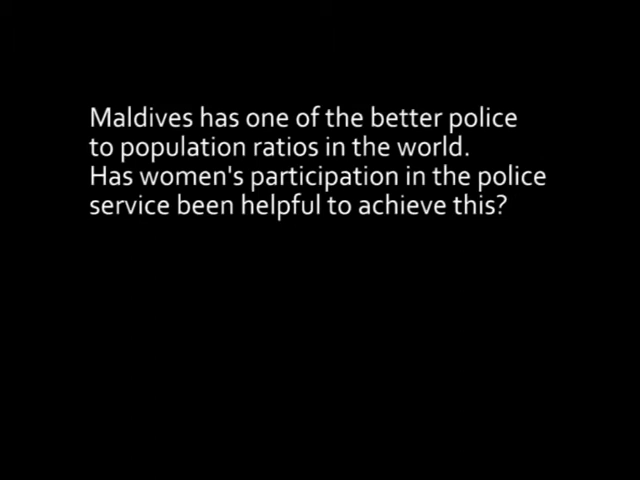 Maldives has one of the better police
to population ratios in the world.
Has women's participation in the police
service been helpful to achieve this?